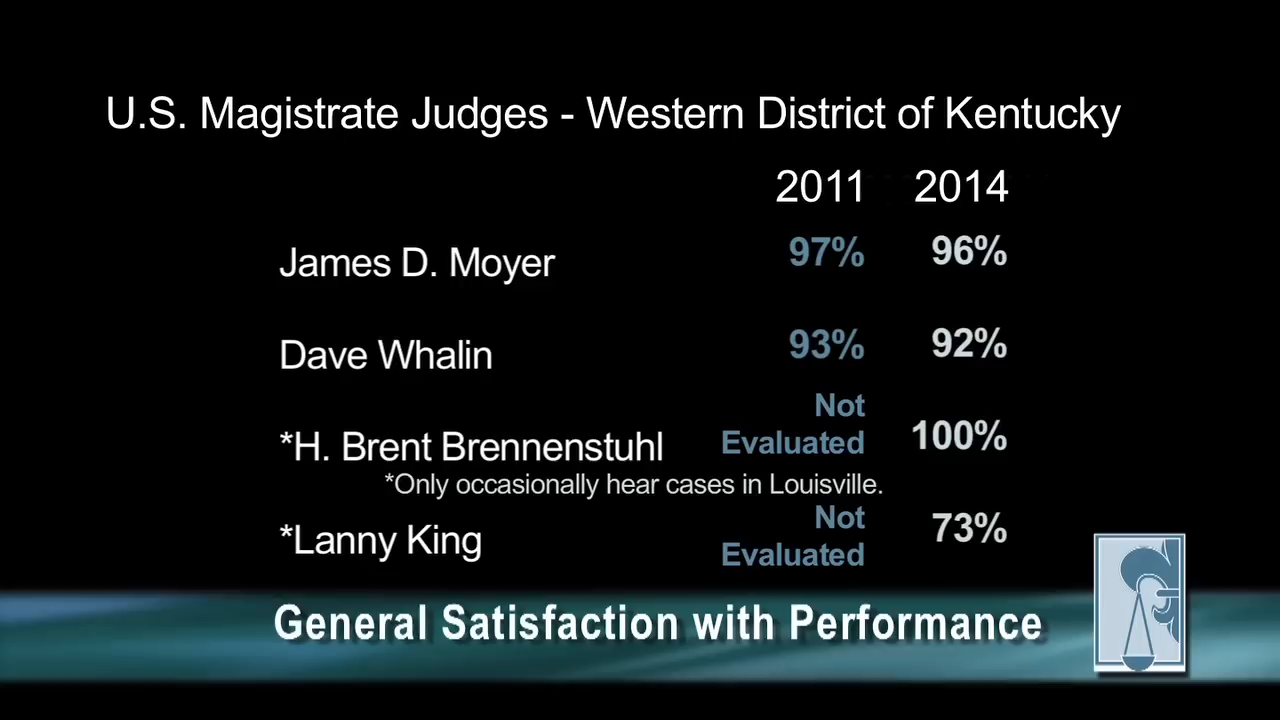 U.S. Magistrate Judges - Western District of Kentucky
2011 2014
James D. Moyer 97% 96%
Dave Whalin 93% 92%
*H. Brent Brennenstuhl Not Evaluated 100%
*Only occasionally hear cases in Louisville.
*Lanny King Not Evaluated 73%
General Satisfaction with Performance